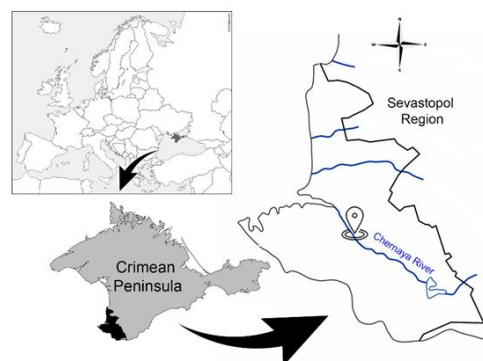 N
W
E
S
Sevastopol
Region
Chernaya River
Crimean
Peninsula